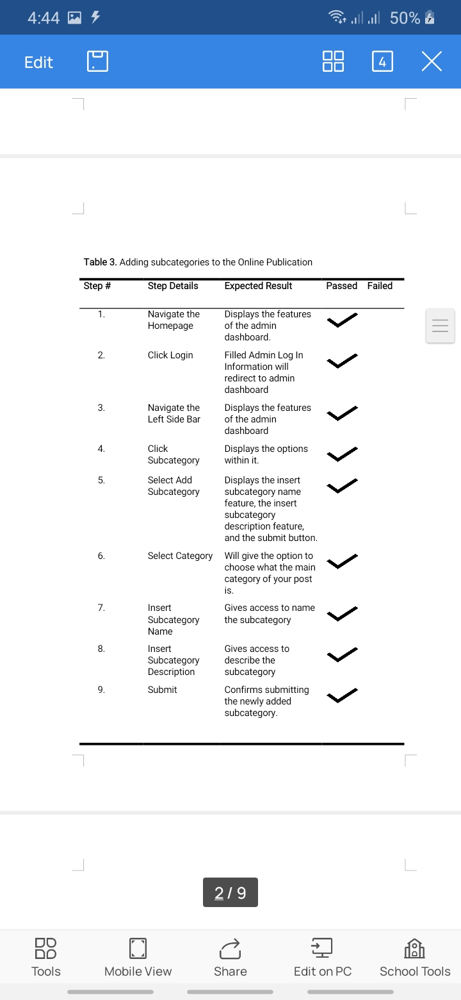 4:44 50%
Edit 4
Table 3. Adding subcategories to the Online Publication
Step # Step Details Expected Result Passed Failed
1. Navigate the Displays the features
Homepage of the admin
dashboard.
2. Click Login Filled Admin Log In
Information will
redirect to admin
dashboard
3. Navigate the Displays the features
Left Side Bar of the admin
dashboard
4. Click Displays the options
Subcategory within it.
5. Select Add Displays the insert
Subcategory subcategory name
feature, the insert
subcategory
description feature,
and the submit button.
6. Select Category Will give the option to
choose what the main
category of your post
is.
7. Insert Gives access to name
Subcategory the subcategory
Name
8. Insert Gives access to
Subcategory describe the
Description subcategory
9. Submit Confirms submitting
the newly added
subcategory.
2 / 9
Tools Mobile View Share Edit on PC School Tools